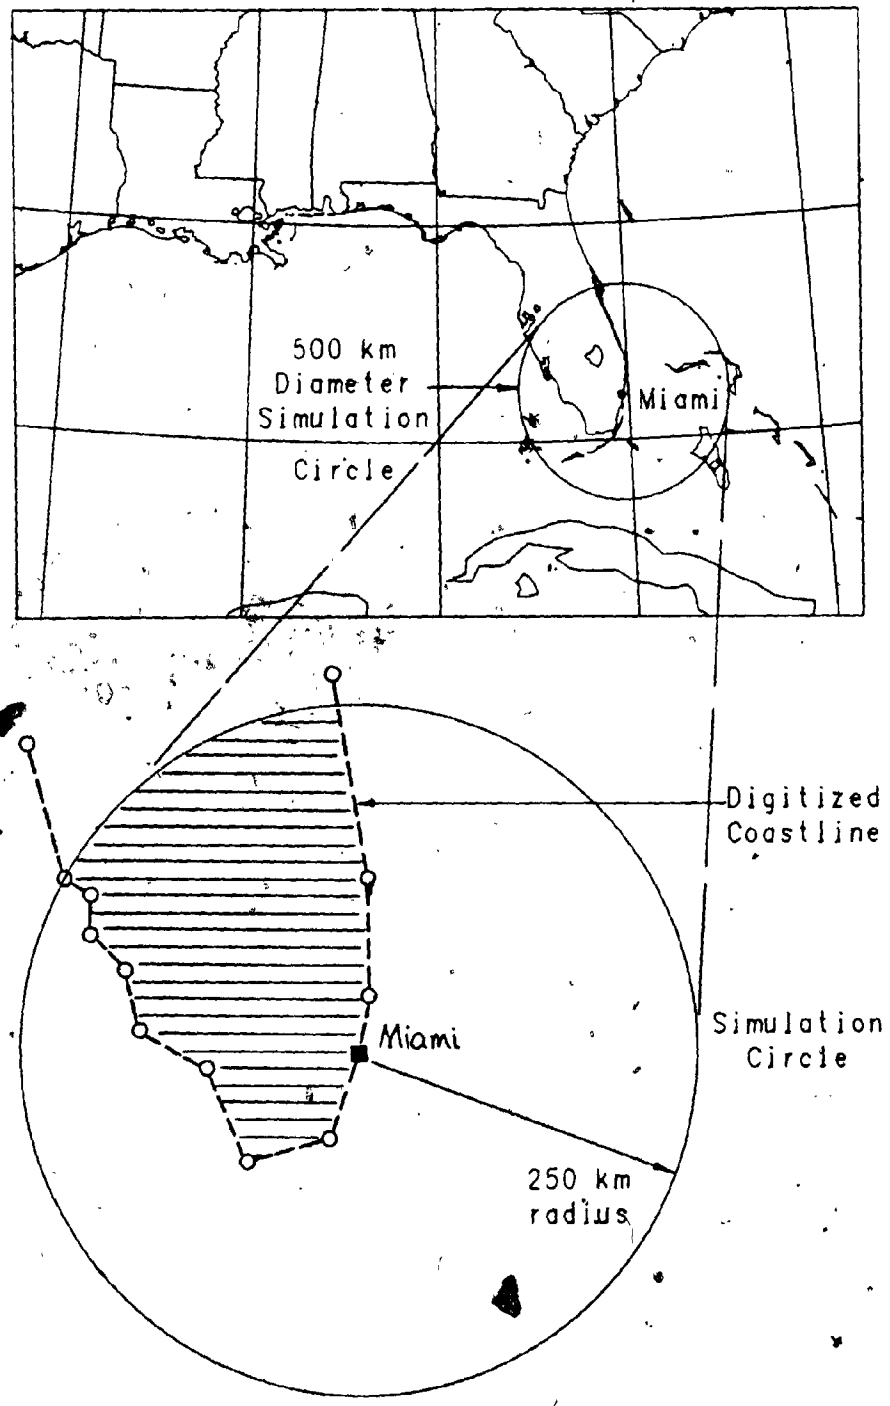 500 km
Diameter
Simulation
Circle
Miami
Digitized
Coastline
Miami
Simulation
Circle
250 km
radius